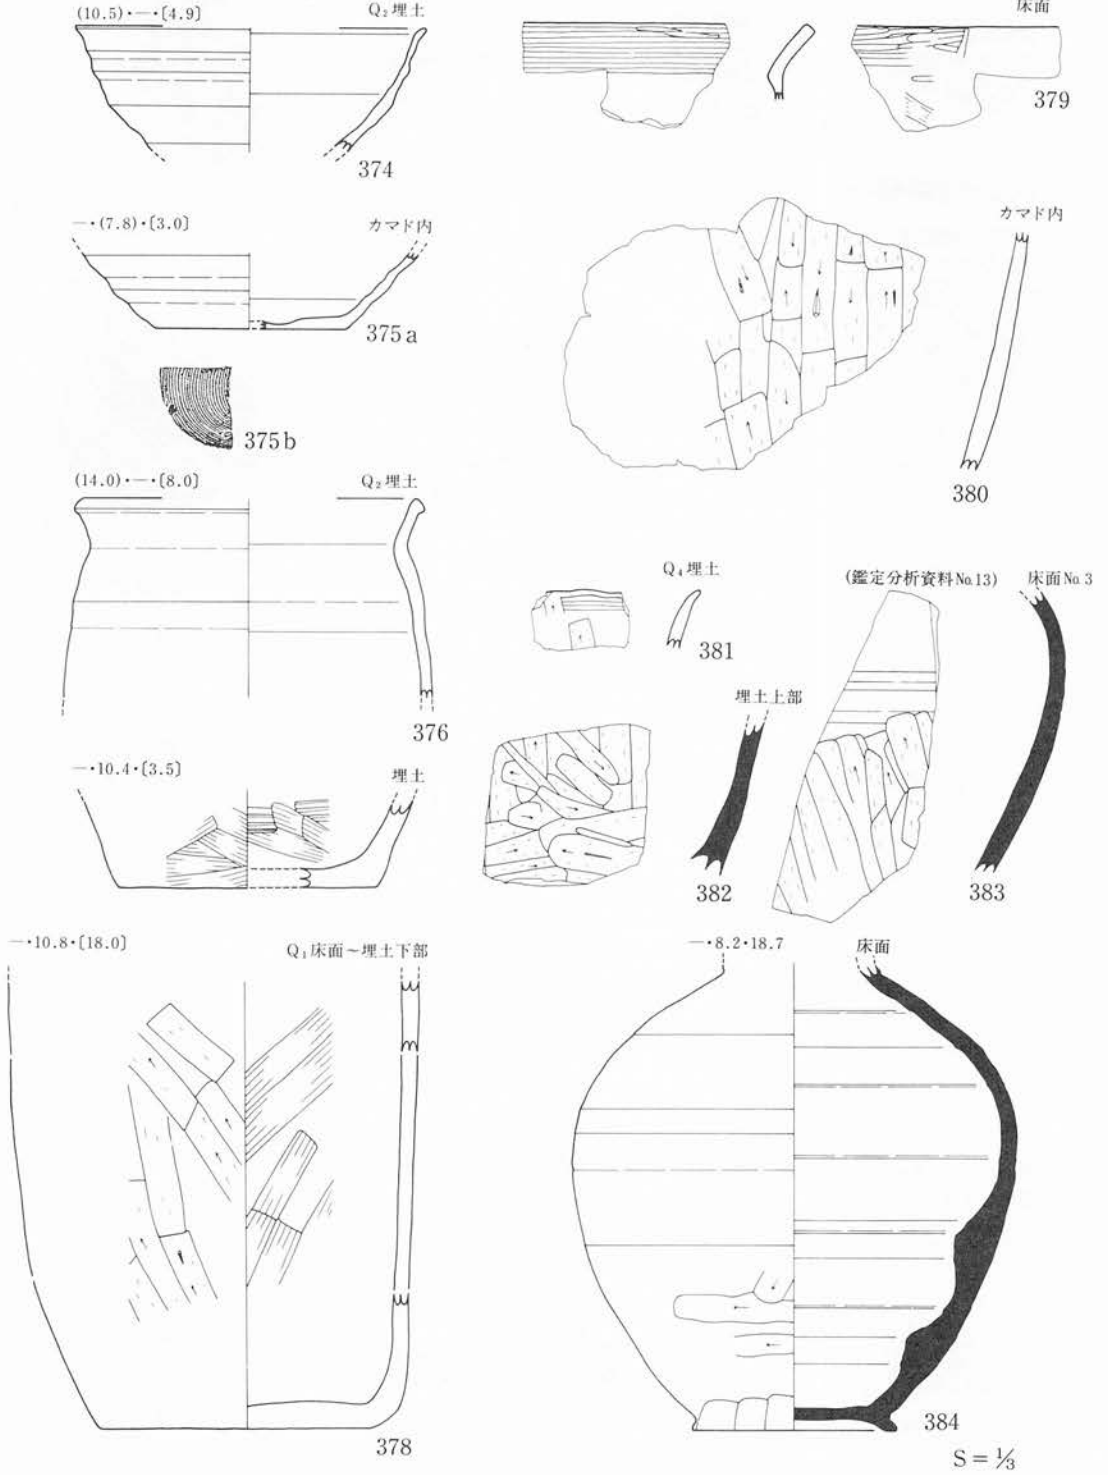 (10.5)・―・〔4.9〕 Q₂埋土
374
―・(7.8)・〔3.0〕 カマド内
375a
375b
(14.0)・―・〔8.0〕 Q₂埋土
376
―・10.4・〔3.5〕 埋土
―・10.8・〔18.0〕 Q₁床面～埋土下部
378
床面
379
カマド内
380
Q₄埋土
381
埋土上部
382
(鑑定分析資料No.13) 床面No.3
383
―・8.2・18.7 床面
384
S = ⅓